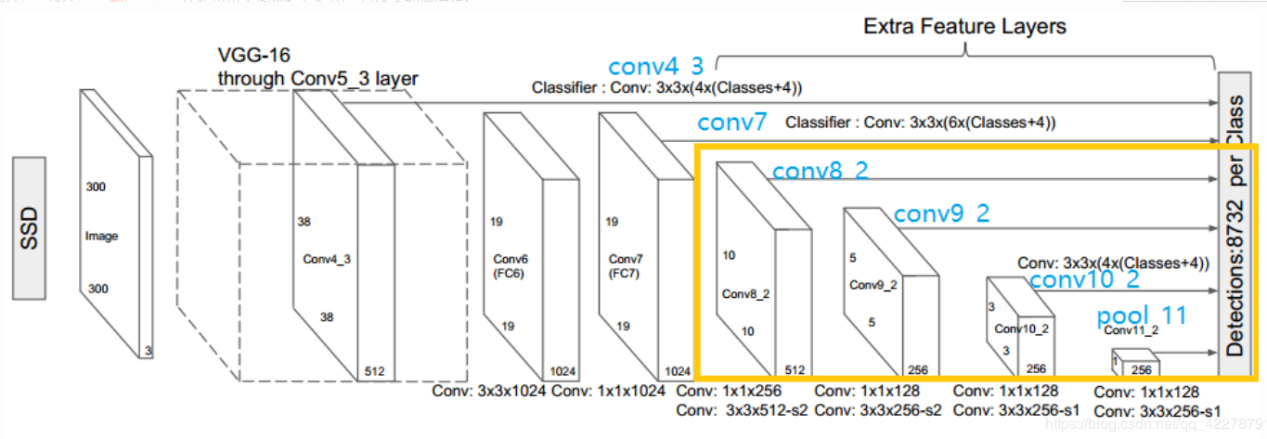 Extra Feature Layers
VGG-16
through Conv5_3 layer
conv4_3
Classifier : Conv: 3x3x(4x(Classes+4))
conv7
Classifier : Conv: 3x3x(6x(Classes+4))
SSD
300
Image
300
3
38
Conv4_3
38
512
19
Conv6
(FC6)
19
1024
19
Conv7
(FC7)
19
1024
conv8_2
10
Conv8_2
10
512
conv9_2
5
Conv9_2
5
256
Conv: 3x3x(4x(Classes+4))
conv10_2
3
Conv10_2
3
256
pool_11
Conv11_2
1
256
Detections:8732 per Class
Conv: 3x3x1024
Conv: 1x1x1024
Conv: 1x1x256
Conv: 3x3x512-s2
Conv: 1x1x128
Conv: 3x3x256-s2
Conv: 1x1x128
Conv: 3x3x256-s1
Conv: 1x1x128
Conv: 3x3x256-s1